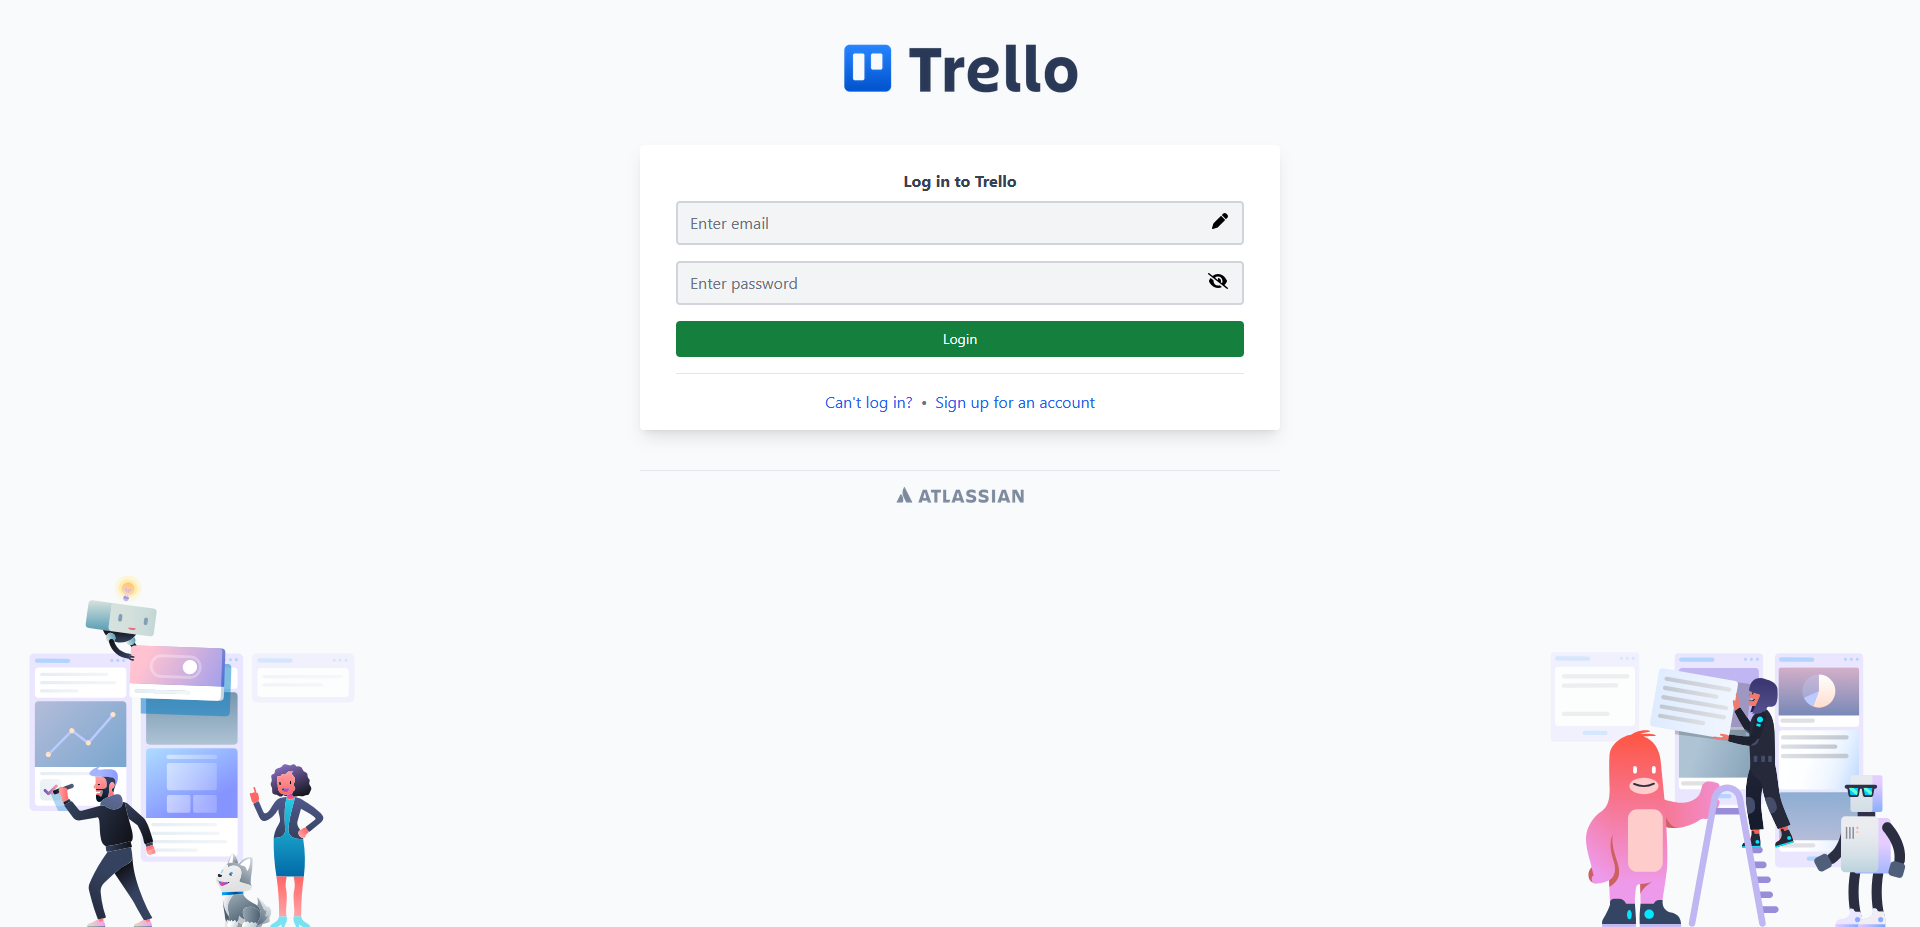 Trello
Log in to Trello
Enter email
Enter password
Login
Can't log in? • Sign up for an account
ATLASSIAN